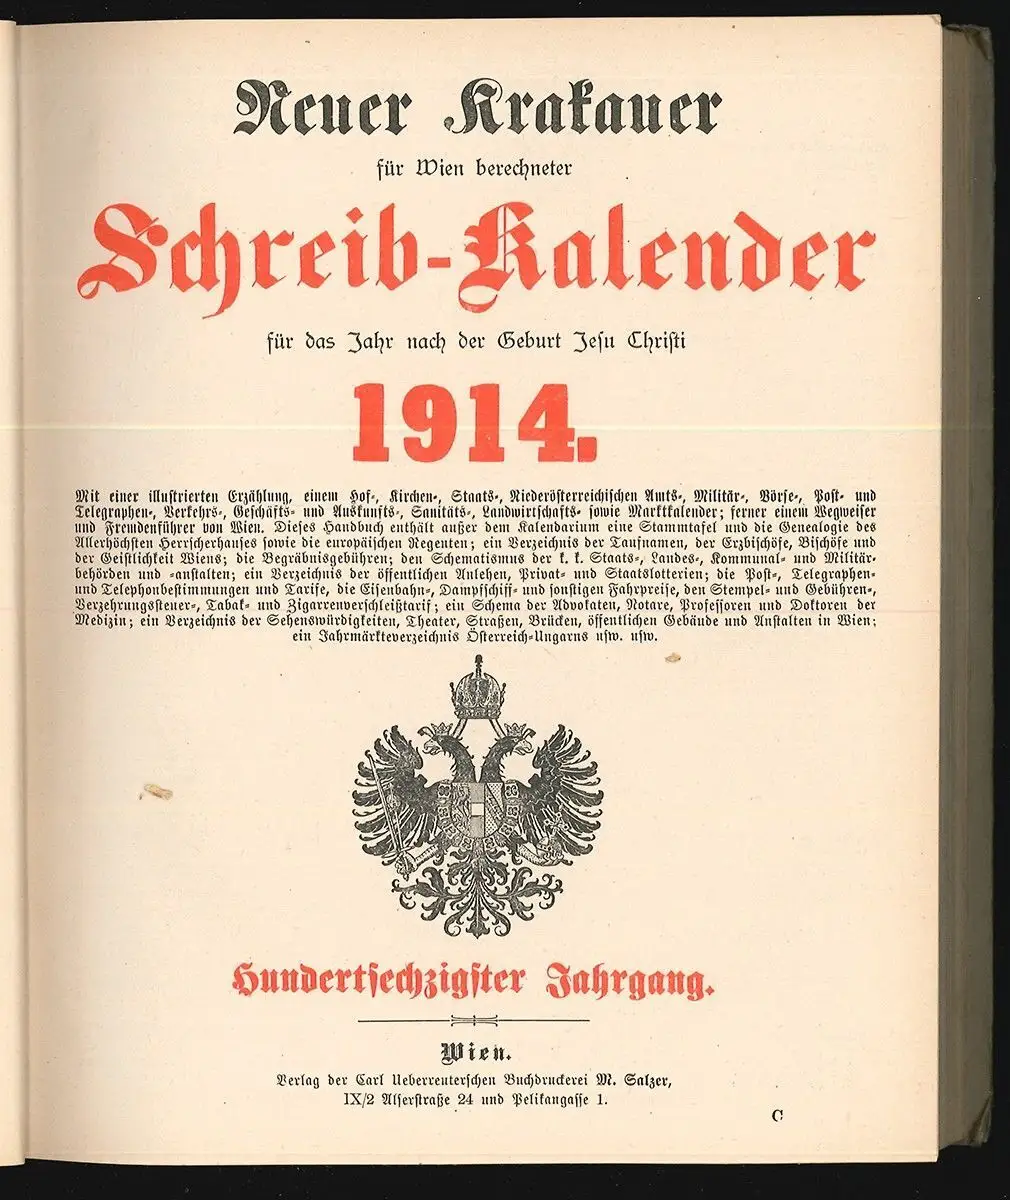 Neuer Krakauer
für Wien berechneter
Schreib-Kalender
für das Jahr nach der Geburt Jesu Christi
1914.
Mit einer illustrierten Erzählung, einem Hof-, Kirchen-, Staats-, Niederösterreichischen Amts-, Militär-, Börse-, Post- und
Telegraphen-, Verkehrs-, Geschäfts- und Auskunfts-, Sanitäts-, Landwirtschafts- sowie Marktkalender; ferner einem Wegweiser
und Fremdenführer von Wien. Dieses Handbuch enthält außer dem Kalendarium eine Stammtafel und die Genealogie des
Allerhöchsten Herrscherhauses sowie die europäischen Regenten; ein Verzeichnis der Taufnamen, der Erzbischöfe, Bischöfe und
der Geistlichkeit Wiens; die Begräbnisgebühren; den Schematismus der k. k. Staats-, Landes-, Kommunal- und Militär-
behörden und -anstalten; ein Verzeichnis der öffentlichen Anlehen, Privat- und Staatslotterien; die Post-, Telegraphen-
und Telephonbestimmungen und Tarife, die Eisenbahn-, Dampfschiff- und sonstigen Fahrpreise, den Stempel- und Gebühren-,
Verzehrungssteuer-, Tabak- und Zigarrenverschleißtarif; ein Schema der Advokaten, Notare, Professoren und Doktoren der
Medizin; ein Verzeichnis der Sehenswürdigkeiten, Theater, Straßen, Brücken, öffentlichen Gebäude und Anstalten in Wien;
ein Jahrmärkteverzeichnis Österreich-Ungarns usw. usw.
Hundertsechzigster Jahrgang.
Wien.
Verlag der Carl Ueberreuterschen Buchdruckerei M. Salzer,
IX/2 Alserstraße 24 und Pelikangasse 1.
C